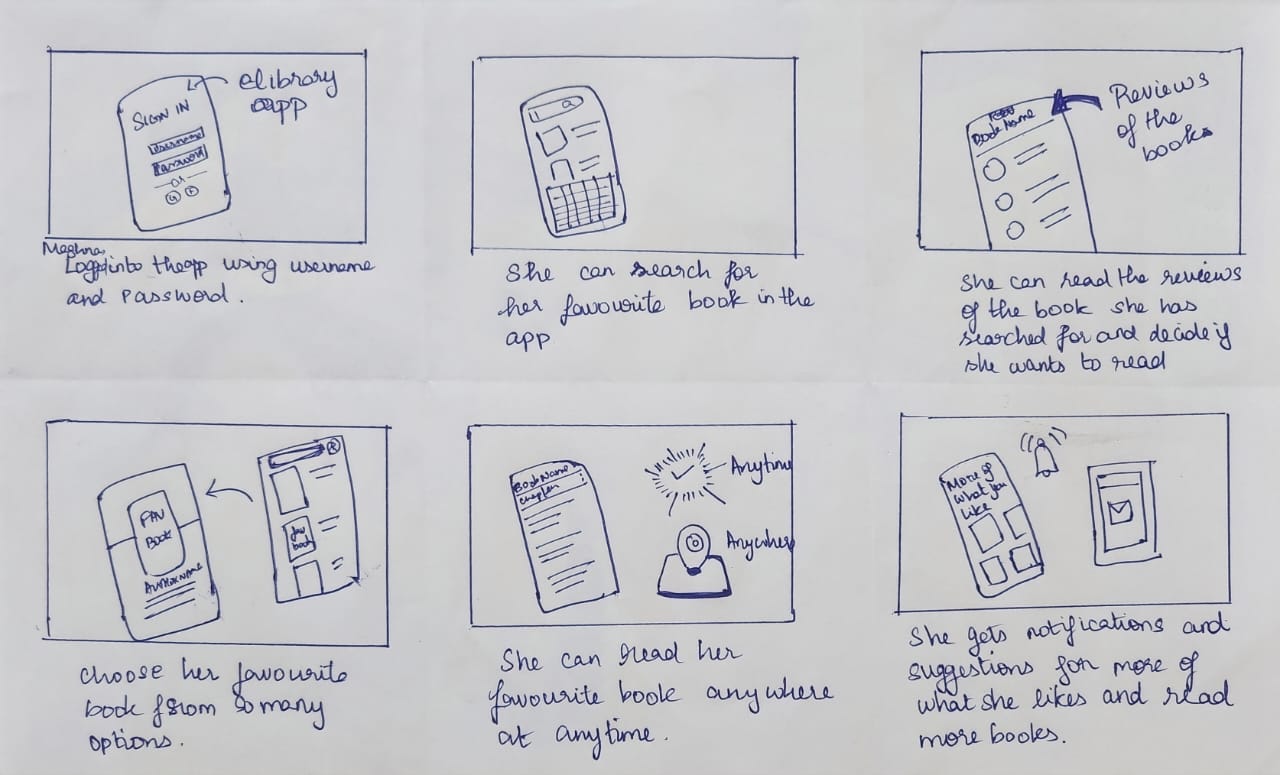 elibrary
app
SIGN IN
Username
Password
OR
Meghna
into the app using username
and Password.
She can search for
her favourite book in the
app
Book Name
Reviews
of the
books
She can read the reviews
of the book she has
searched for and decide if
she wants to read
FAV
BOOK
AUTHOR NAME
fav
book
choose her favourite
book from so many
options.
Book Name
chapter
Anytime
Anywhere
She can read her
favourite book anywhere
at anytime.
More of
what you
like
She gets notifications and
suggestions for more of
what she likes and read
more books.